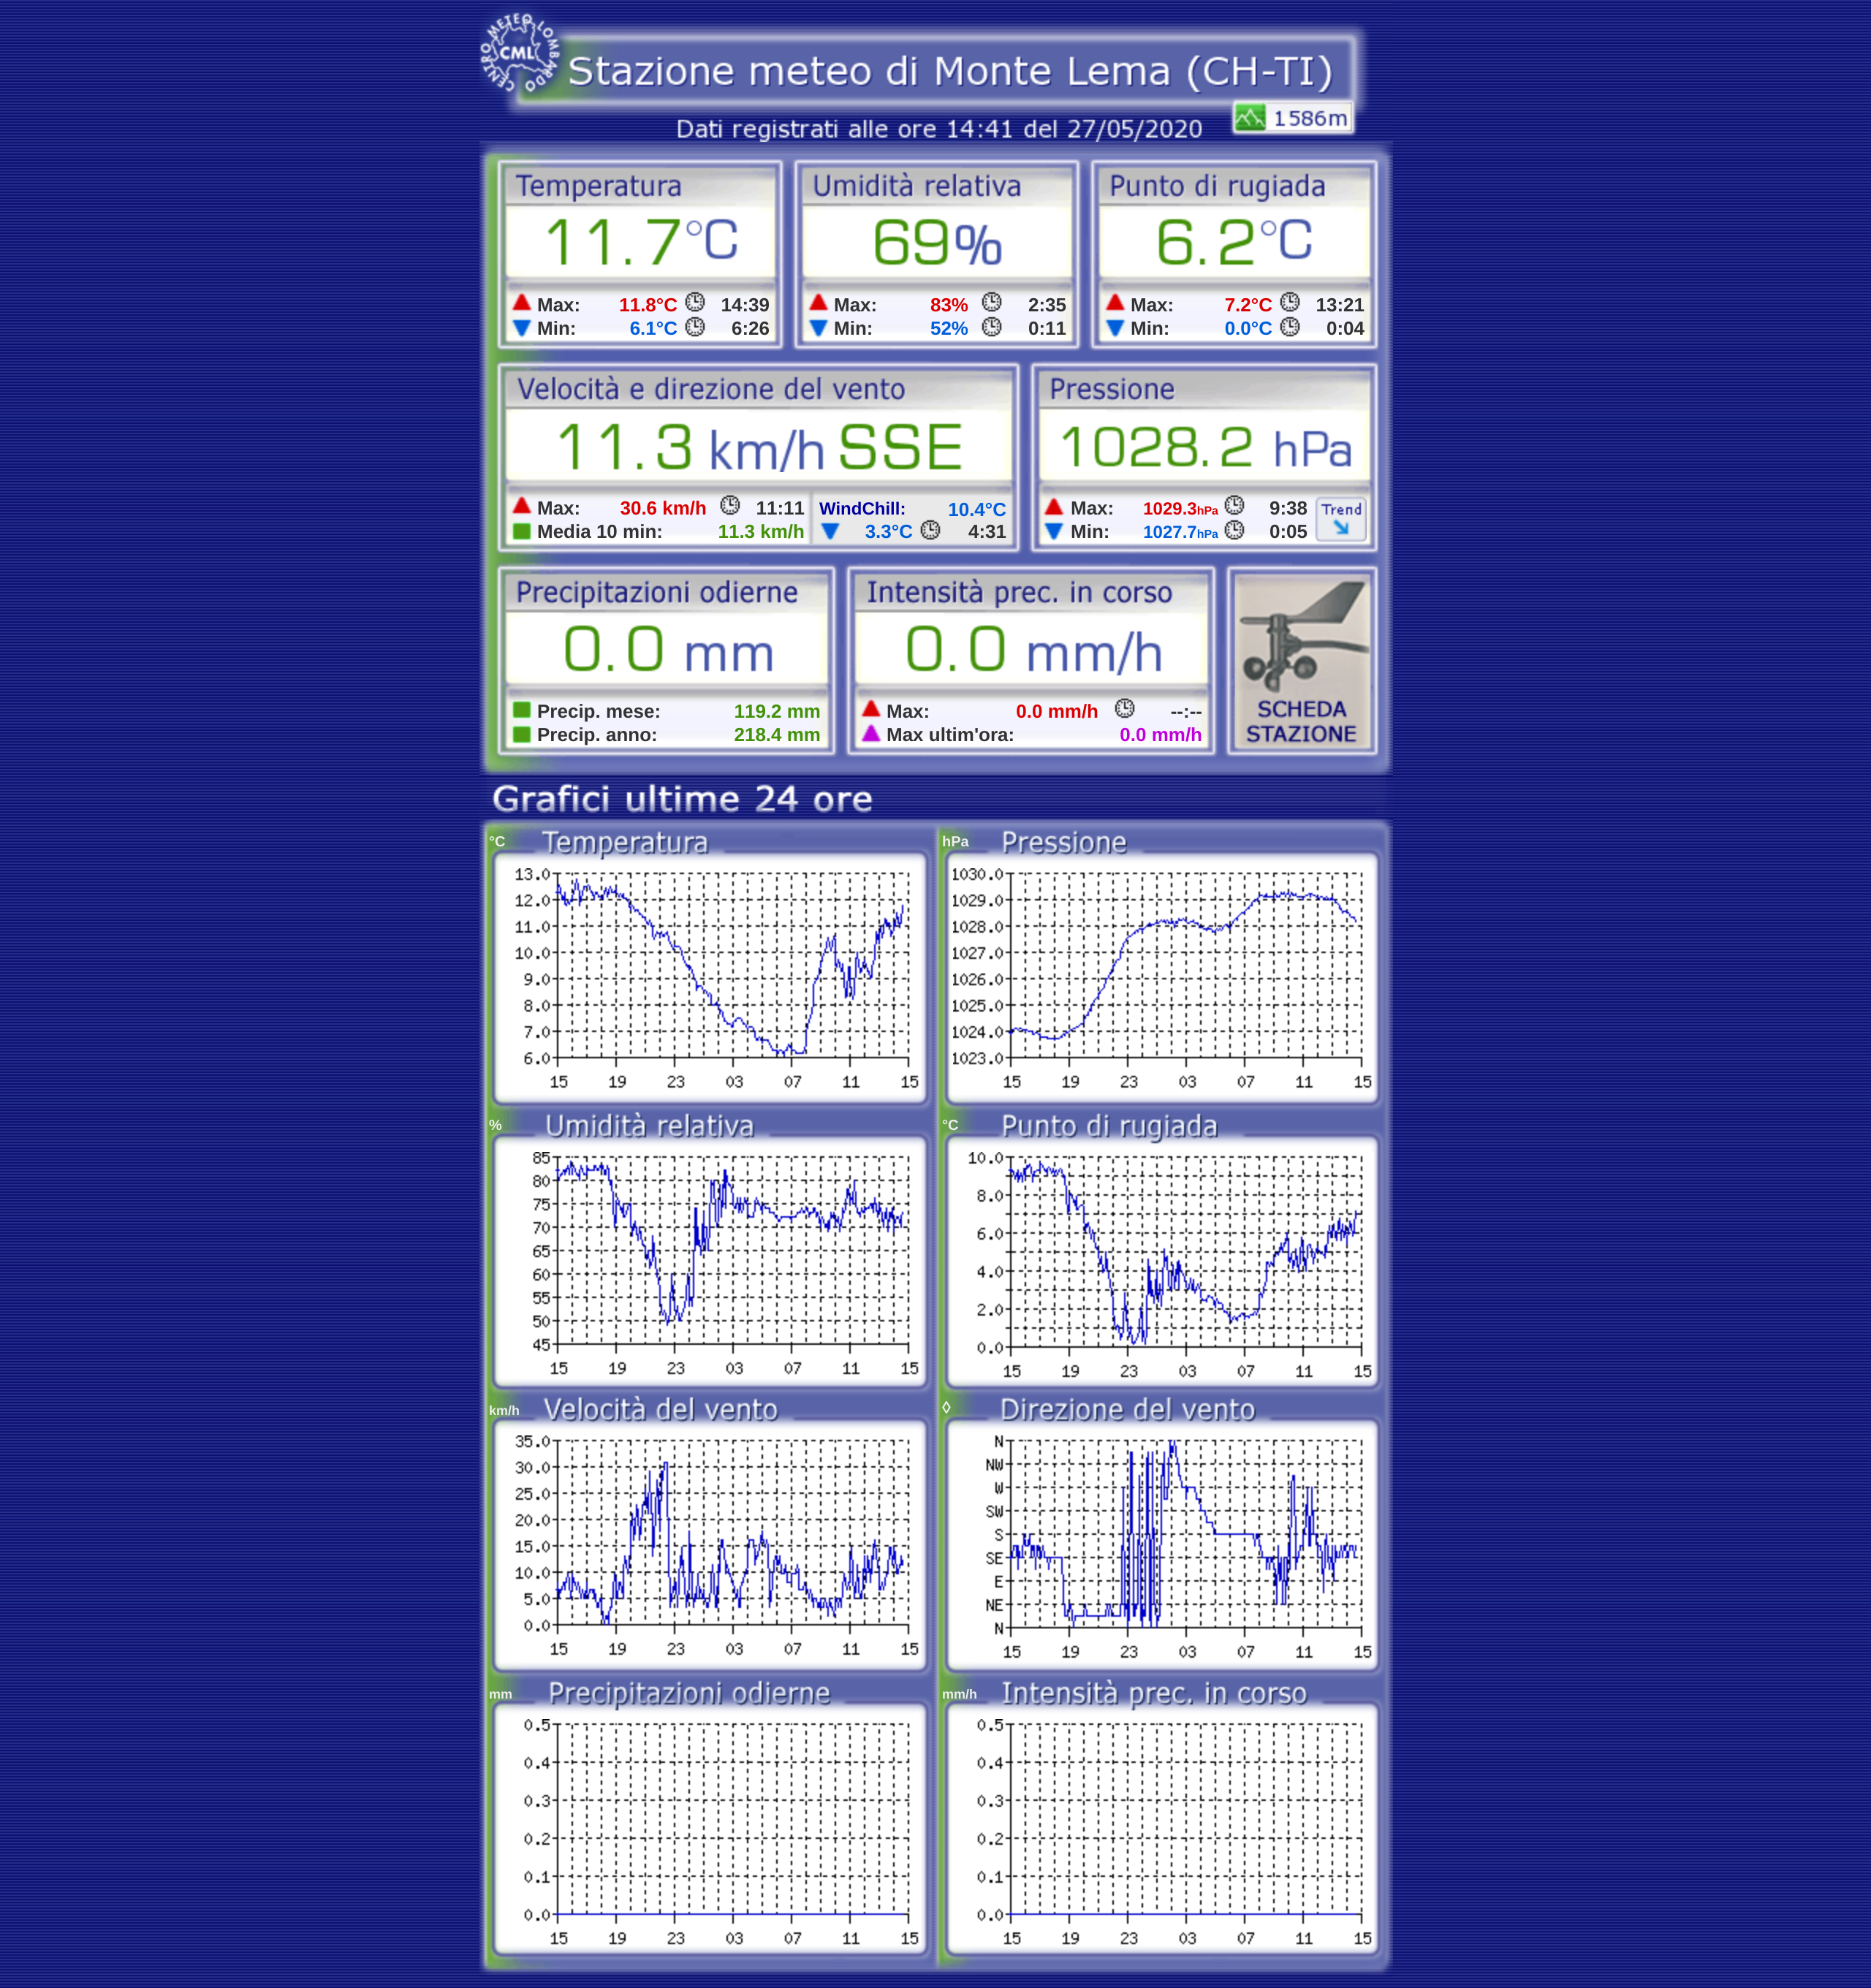 CENTRO METEO LOMBARDO
CML
Stazione meteo di Monte Lema (CH-TI)
1586m
Dati registrati alle ore 14:41 del 27/05/2020
Temperatura Umidità relativa Punto di rugiada
11.7°C 69% 6.2°C
Max: 11.8°C 14:39 Max: 83% 2:35 Max: 7.2°C 13:21
Min: 6.1°C 6:26 Min: 52% 0:11 Min: 0.0°C 0:04
Velocità e direzione del vento Pressione
11.3 km/h SSE 1028.2 hPa
Max: 30.6 km/h 11:11 WindChill: 10.4°C Max: 1029.3hPa 9:38 Trend
Media 10 min: 11.3 km/h 3.3°C 4:31 Min: 1027.7hPa 0:05
Precipitazioni odierne Intensità prec. in corso
0.0 mm 0.0 mm/h
Precip. mese: 119.2 mm Max: 0.0 mm/h --:-- SCHEDA
Precip. anno: 218.4 mm Max ultim'ora: 0.0 mm/h STAZIONE
Grafici ultime 24 ore
°C Temperatura
13.0
12.0
11.0
10.0
9.0
8.0
7.0
6.0
15 19 23 03 07 11 15
hPa Pressione
1030.0
1029.0
1028.0
1027.0
1026.0
1025.0
1024.0
1023.0
15 19 23 03 07 11 15
% Umidità relativa
85
80
75
70
65
60
55
50
45
15 19 23 03 07 11 15
°C Punto di rugiada
10.0
8.0
6.0
4.0
2.0
0.0
15 19 23 03 07 11 15
km/h Velocità del vento
35.0
30.0
25.0
20.0
15.0
10.0
5.0
0.0
15 19 23 03 07 11 15
◊ Direzione del vento
N
NW
W
SW
S
SE
E
NE
N
15 19 23 03 07 11 15
mm Precipitazioni odierne
0.5
0.4
0.3
0.2
0.1
0.0
15 19 23 03 07 11 15
mm/h Intensità prec. in corso
0.5
0.4
0.3
0.2
0.1
0.0
15 19 23 03 07 11 15